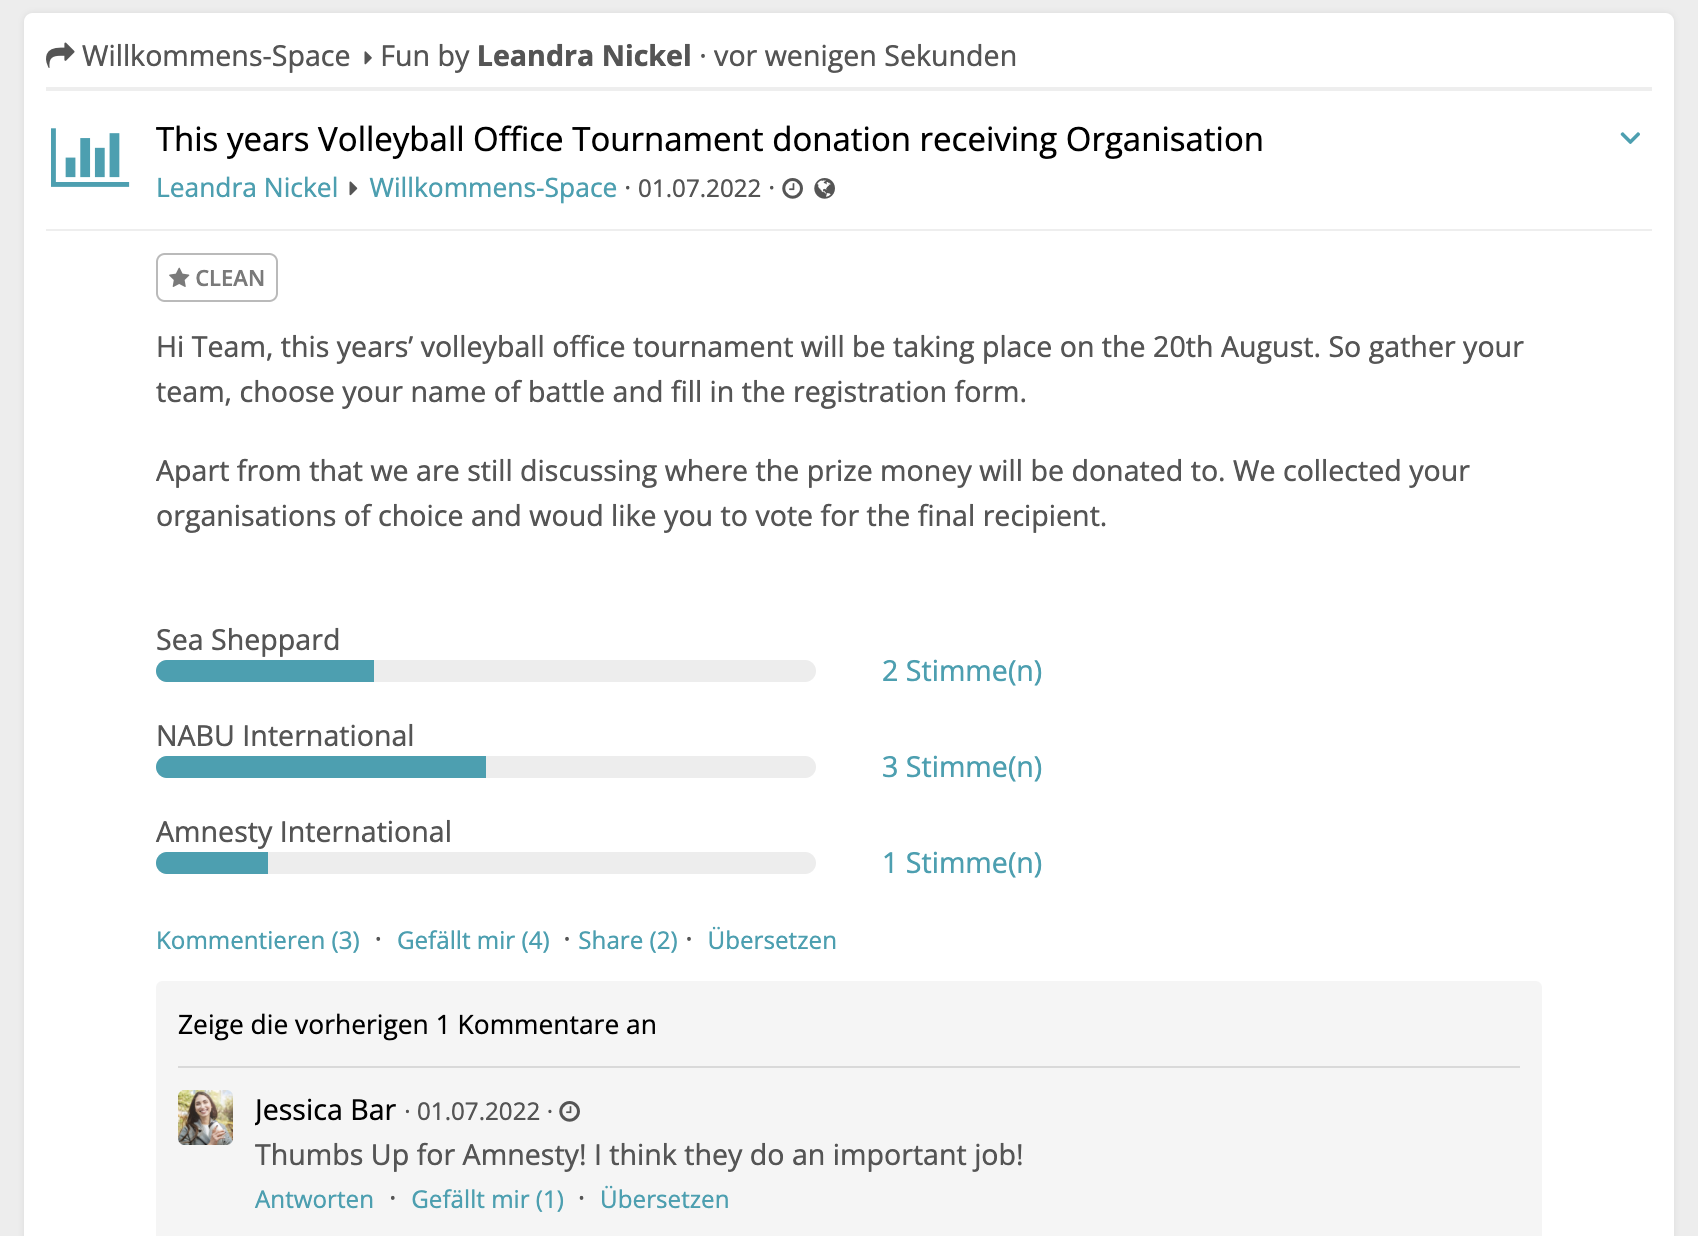 Willkommens-Space Fun by Leandra Nickel · vor wenigen Sekunden
This years Volleyball Office Tournament donation receiving Organisation
Leandra Nickel Willkommens-Space · 01.07.2022 ·
CLEAN
Hi Team, this years’ volleyball office tournament will be taking place on the 20th August. So gather your
team, choose your name of battle and fill in the registration form.
Apart from that we are still discussing where the prize money will be donated to. We collected your
organisations of choice and woud like you to vote for the final recipient.
Sea Sheppard
2 Stimme(n)
NABU International
3 Stimme(n)
Amnesty International
1 Stimme(n)
Kommentieren (3) · Gefällt mir (4) · Share (2) · Übersetzen
Zeige die vorherigen 1 Kommentare an
Jessica Bar · 01.07.2022 ·
Thumbs Up for Amnesty! I think they do an important job!
Antworten · Gefällt mir (1) · Übersetzen